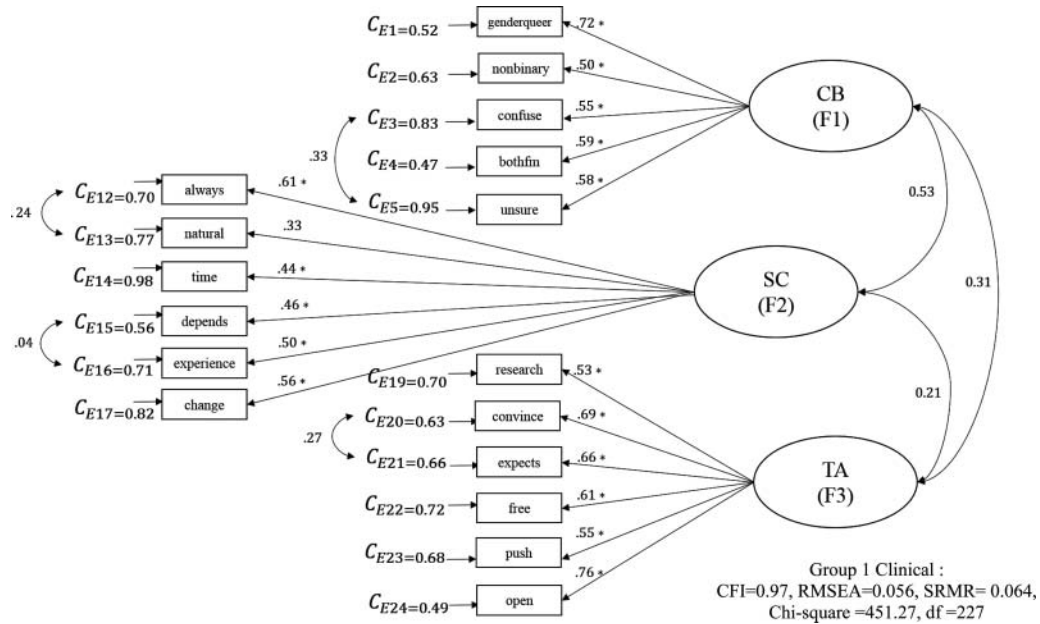 C_E1=0.52 genderqueer .72 *
C_E2=0.63 nonbinary .50 *
C_E3=0.83 confuse .55 *
C_E4=0.47 bothfm .59 *
C_E5=0.95 unsure .58 *
.33
CB
(F1)
C_E12=0.70 always .61 *
C_E13=0.77 natural .33
.24
C_E14=0.98 time .44 *
C_E15=0.56 depends .46 *
C_E16=0.71 experience .50 *
.04
C_E17=0.82 change .56 *
SC
(F2)
0.53
0.31
0.21
C_E19=0.70 research .53 *
C_E20=0.63 convince .69 *
C_E21=0.66 expects .66 *
.27
C_E22=0.72 free .61 *
C_E23=0.68 push .55 *
C_E24=0.49 open .76 *
TA
(F3)
Group 1 Clinical :
CFI=0.97, RMSEA=0.056, SRMR= 0.064,
Chi-square =451.27, df =227